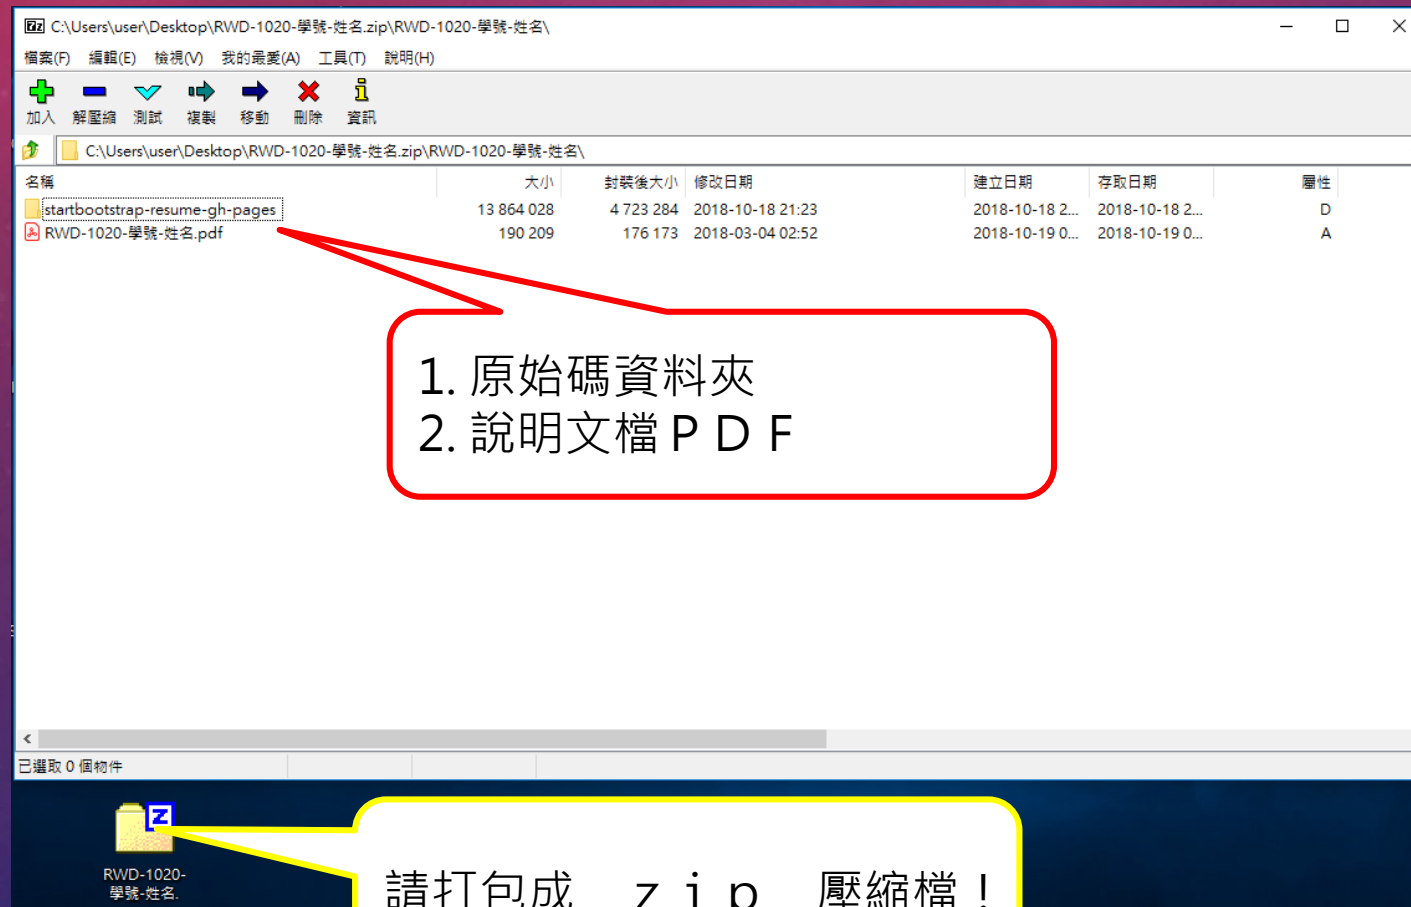 C:\Users\user\Desktop\RWD-1020-學號-姓名.zip\RWD-1020-學號-姓名\
檔案(F) 編輯(E) 檢視(V) 我的最愛(A) 工具(T) 說明(H)
加入 解壓縮 測試 複製 移動 刪除 資訊
C:\Users\user\Desktop\RWD-1020-學號-姓名.zip\RWD-1020-學號-姓名\
名稱 大小 封裝後大小 修改日期 建立日期 存取日期 屬性
startbootstrap-resume-gh-pages 13 864 028 4 723 284 2018-10-18 21:23 2018-10-18 2... 2018-10-18 2... D
RWD-1020-學號-姓名.pdf 190 209 176 173 2018-03-04 02:52 2018-10-19 0... 2018-10-19 0... A
1. 原始碼資料夾
2. 說明文檔ＰＤＦ
已選取 0 個物件
RWD-1020-
學號-姓名.
請打包成 ｚｉｐ 壓縮檔！